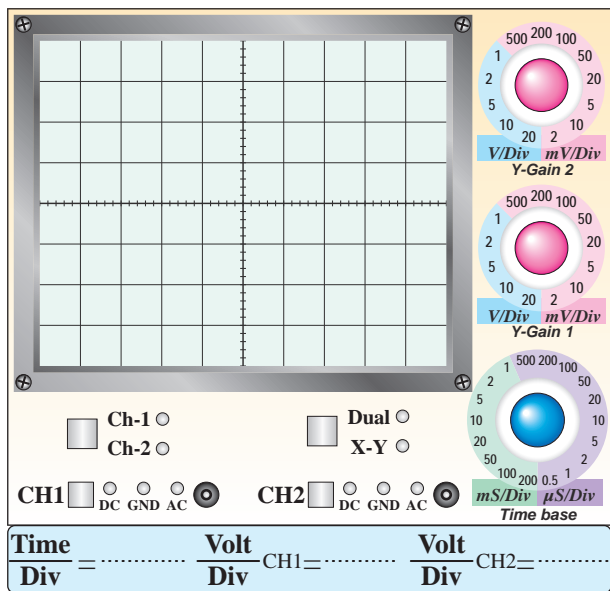 500 200 100
1 50
2 20
5 5
10 10
20 2
V/Div mV/Div
Y-Gain 2
500 200 100
1 50
2 20
5 5
10 10
20 2
V/Div mV/Div
Y-Gain 1
1 500 200 100
2 50
5 20
10 10
20 5
50 2
100 200 0.5 1
mS/Div µS/Div
Time base
Ch-1
Ch-2
Dual
X-Y
CH1 DC GND AC
CH2 DC GND AC
Time/Div = ............ Volt/Div CH1= ............ Volt/Div CH2= ............